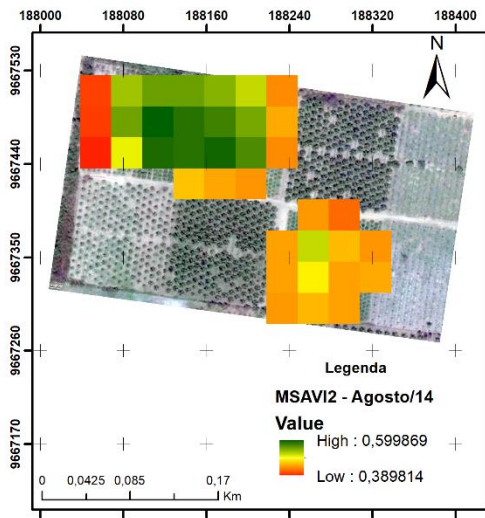 188000 188080 188160 188240 188320 188400
N
9667530
9667440
9667350
9667260
9667170
Legenda
MSAVI2 - Agosto/14
Value
High : 0,599869
Low : 0,389814
0 0,0425 0,085 0,17
Km